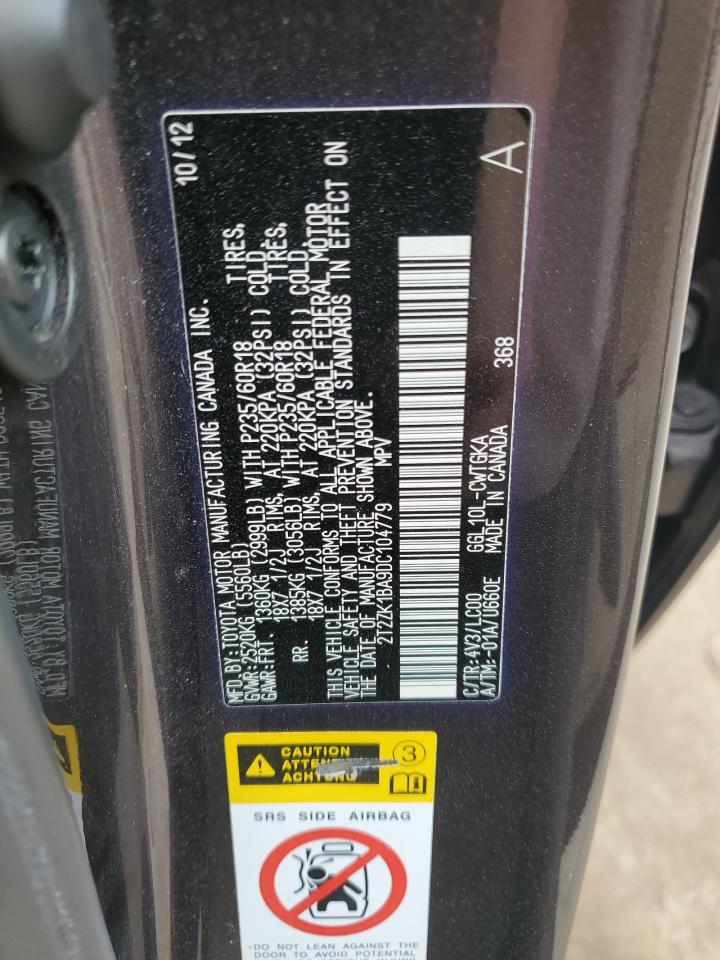 MFD.BY:TOYOTA MOTOR MANUFACTURING CANADA INC. 10/12
GVWR:2520KG (5560LB)
GAWR:FRT. 1360KG (2999LB) WITH P235/60R18 TIRES,
18X7 1/2J RIMS, AT 220KPA (32PSI) COLD.
RR. 1385KG (3056LB) WITH P235/60R18 TIRES,
18X7 1/2J RIMS, AT 220KPA (32PSI) COLD.
THIS VEHICLE CONFORMS TO ALL APPLICABLE FEDERAL MOTOR
VEHICLE SAFETY AND THEFT PREVENTION STANDARDS IN EFFECT ON
THE DATE OF MANUFACTURE SHOWN ABOVE.
2T2ZK1BA9DC104779 MPV
C/TR:4V3/LC00 GGL10L-CWTGKA 368
A/TM:-01A/U660E MADE IN CANADA A
CAUTION
ATTENTION
ACHTUNG
3
SRS SIDE AIRBAG
·DO NOT LEAN AGAINST THE
DOOR TO AVOID POTENTIAL